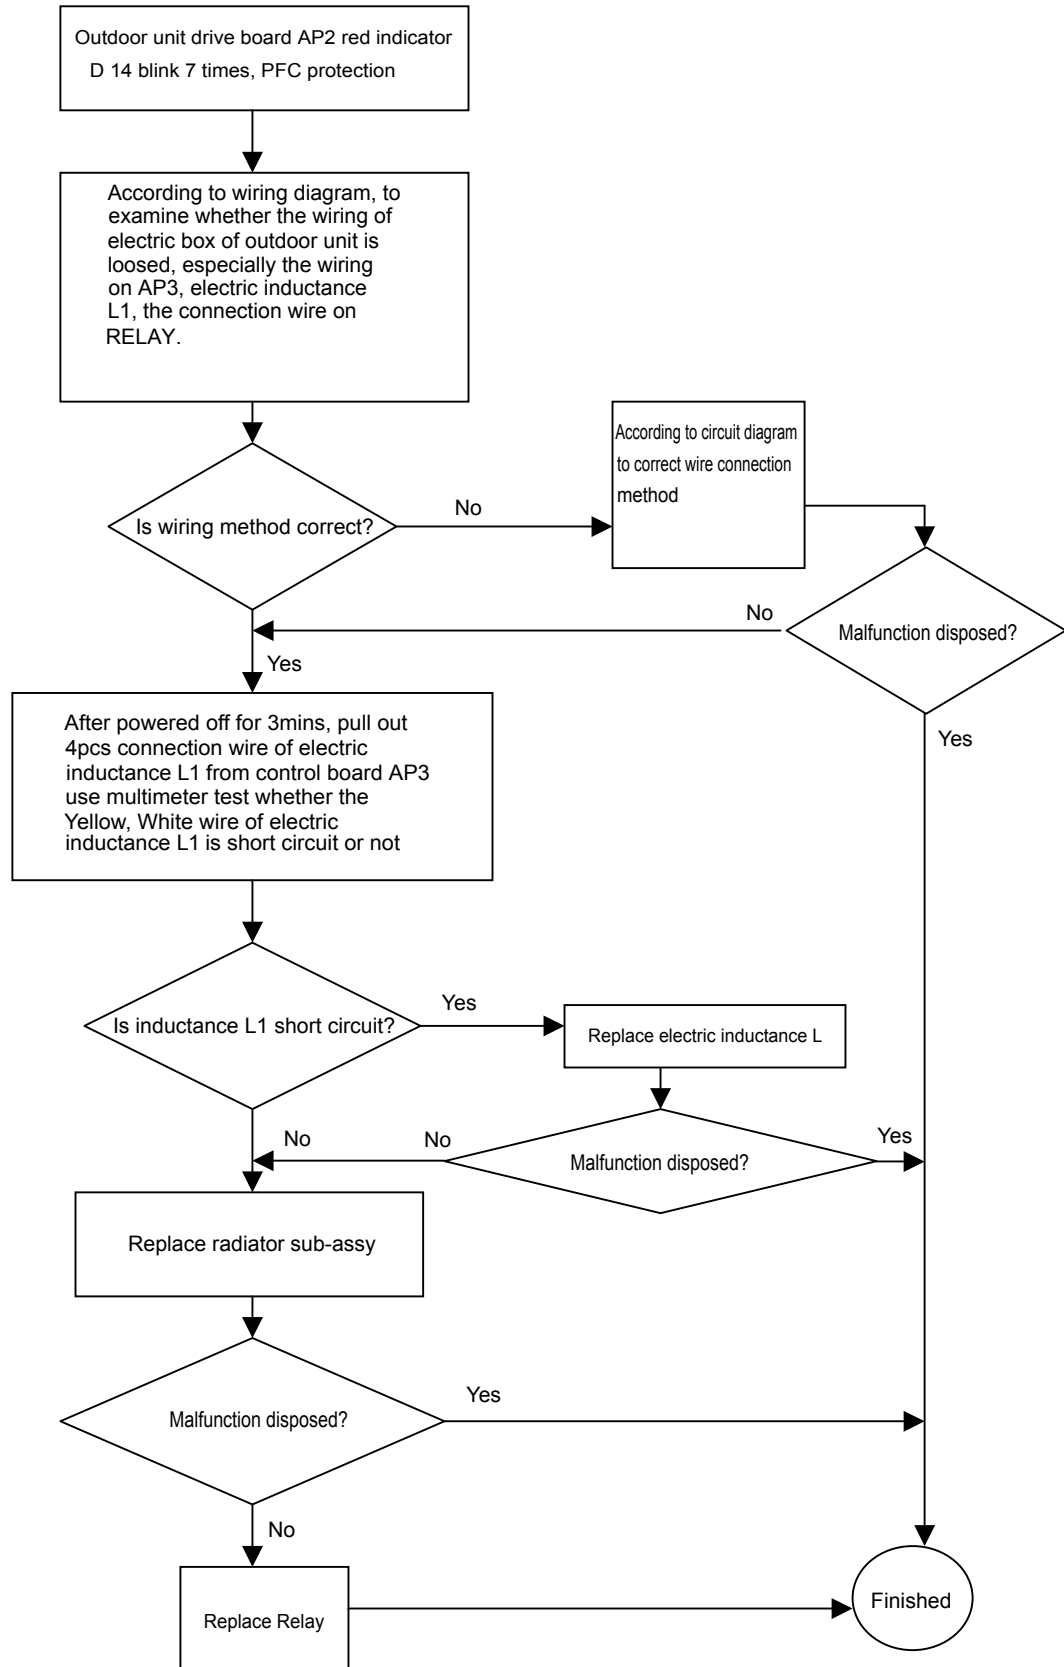 Outdoor unit drive board AP2 red indicator
D 14 blink 7 times, PFC protection
According to wiring diagram, to
examine whether the wiring of
electric box of outdoor unit is
loosed, especially the wiring
on AP3, electric inductance
L1, the connection wire on
RELAY.
According to circuit diagram
to correct wire connection
method
Is wiring method correct?
No
No
Malfunction disposed?
Yes
Yes
After powered off for 3mins, pull out
4pcs connection wire of electric
inductance L1 from control board AP3
use multimeter test whether the
Yellow, White wire of electric
inductance L1 is short circuit or not
Is inductance L1 short circuit?
Yes
Replace electric inductance L
No
No
Malfunction disposed?
Yes
Replace radiator sub-assy
Malfunction disposed?
Yes
No
Replace Relay
Finished